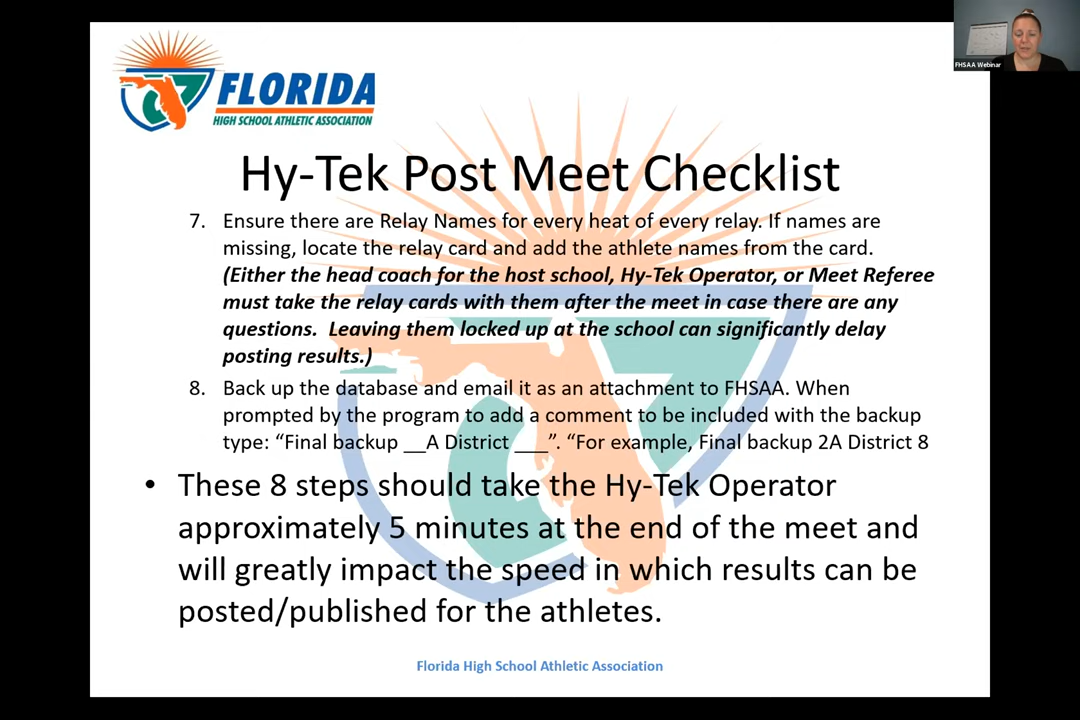 FHSAA Webinar
FLORIDA
HIGH SCHOOL ATHLETIC ASSOCIATION
Hy-Tek Post Meet Checklist
7. Ensure there are Relay Names for every heat of every relay. If names are
missing, locate the relay card and add the athlete names from the card.
(Either the head coach for the host school, Hy-Tek Operator, or Meet Referee
must take the relay cards with them after the meet in case there are any
questions. Leaving them locked up at the school can significantly delay
posting results.)
8. Back up the database and email it as an attachment to FHSAA. When
prompted by the program to add a comment to be included with the backup
type: “Final backup __A District ___”. “For example, Final backup 2A District 8
• These 8 steps should take the Hy-Tek Operator
approximately 5 minutes at the end of the meet and
will greatly impact the speed in which results can be
posted/published for the athletes.
Florida High School Athletic Association